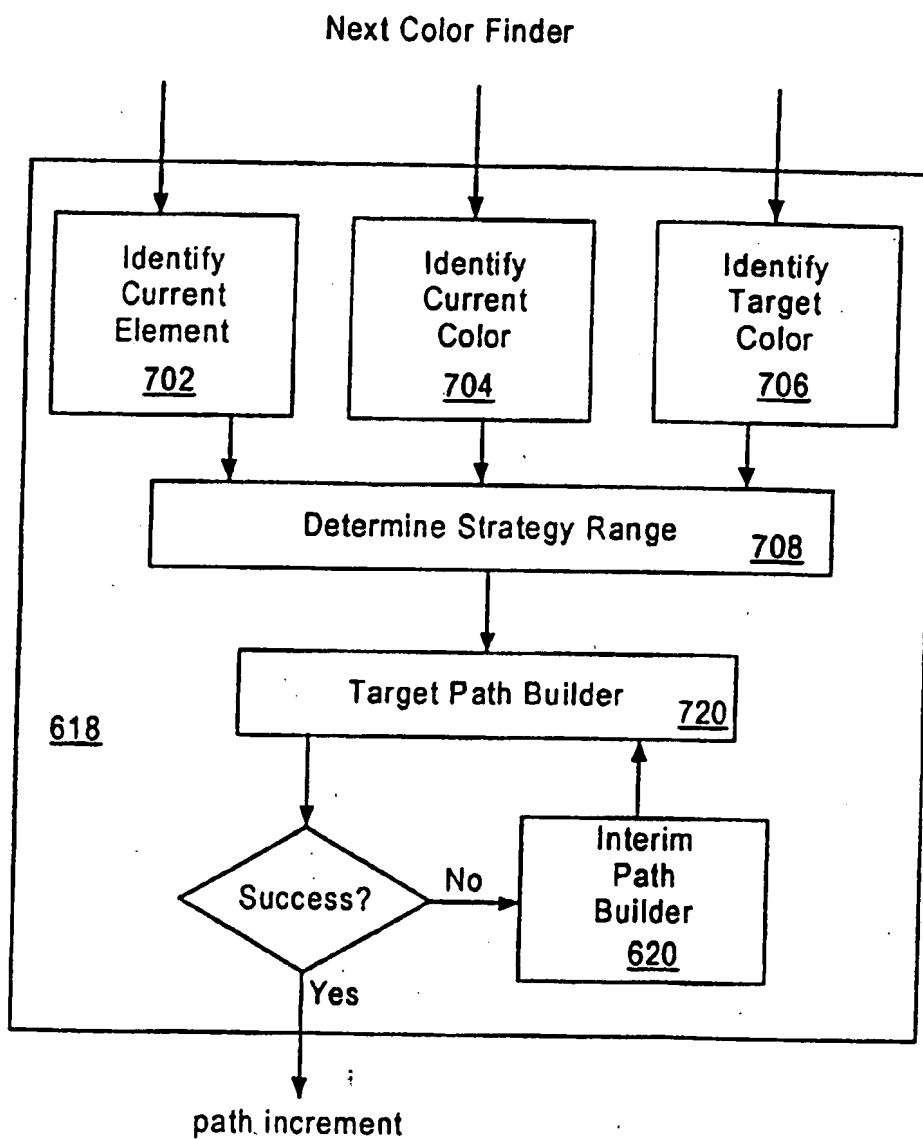 Next Color Finder
Identify
Current
Element
702
Identify
Current
Color
704
Identify
Target
Color
706
Determine Strategy Range
708
Target Path Builder
720
618
Success?
No
Interim
Path
Builder
620
Yes
path increment